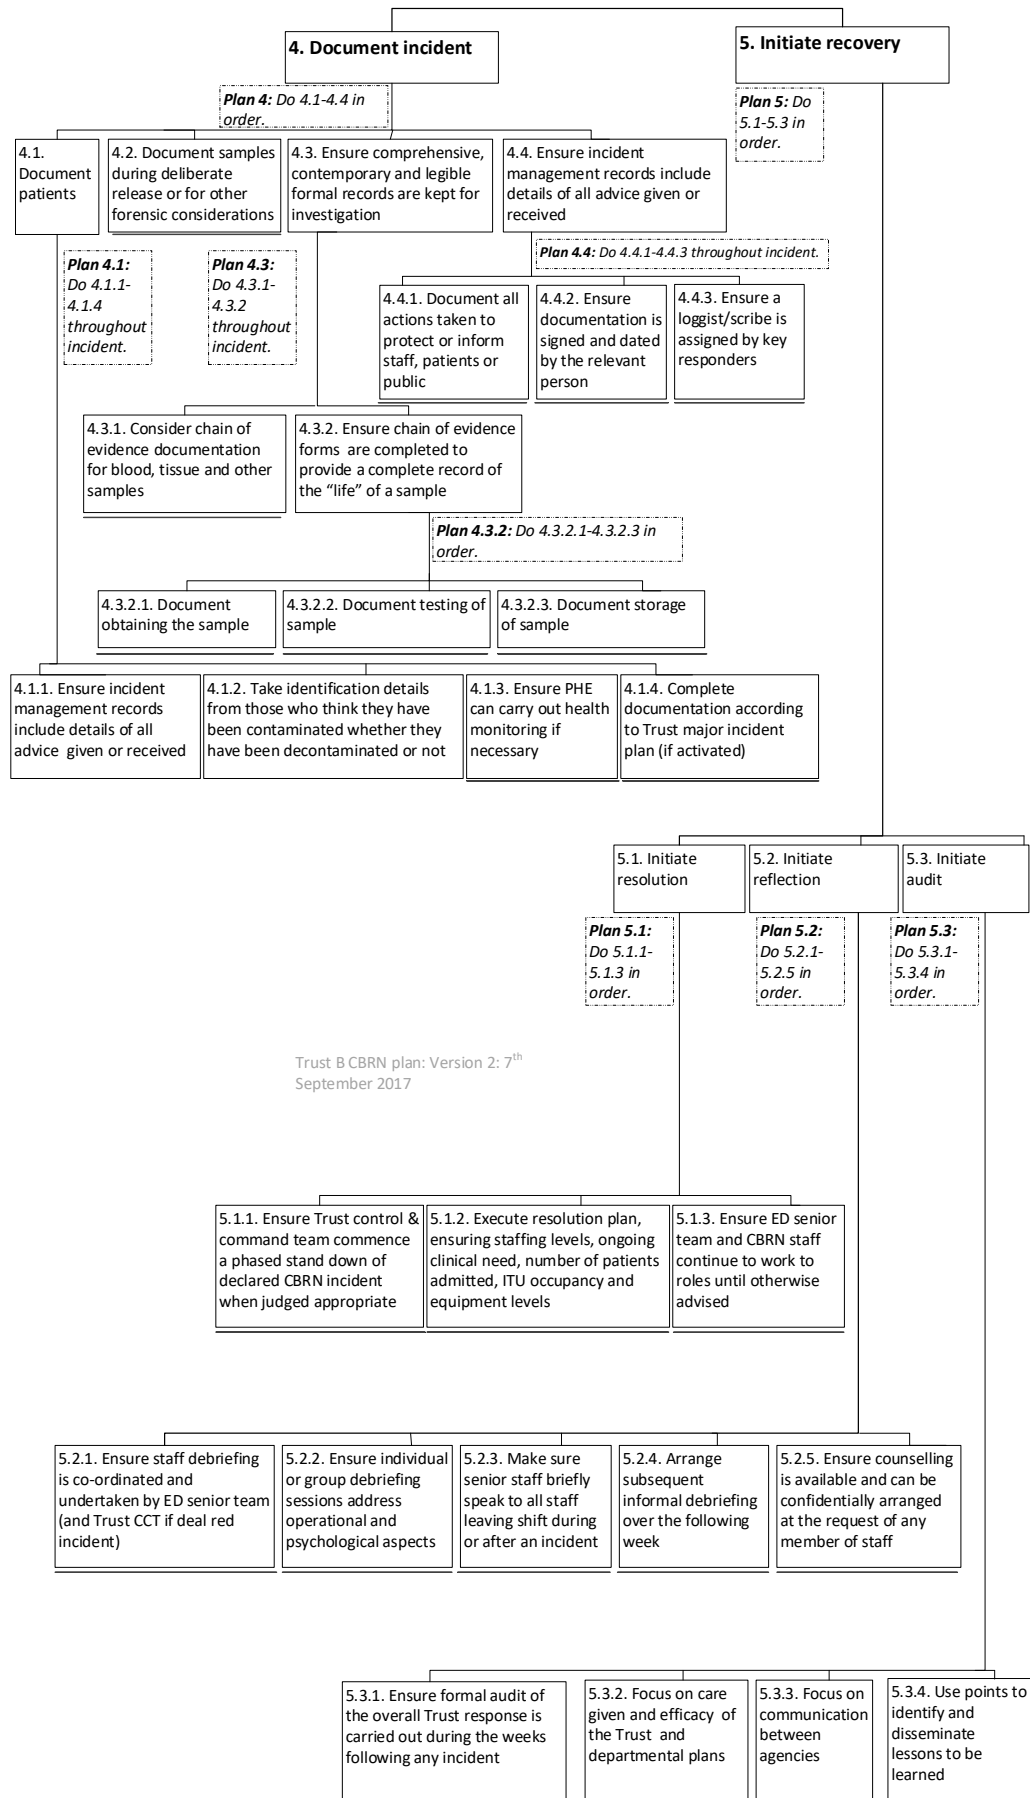 4. Document incident
5. Initiate recovery
Plan 4: Do 4.1-4.4 in
order.
Plan 5: Do
5.1-5.3 in
order.
4.1.
Document
patients
4.2. Document samples
during deliberate
release or for other
forensic considerations
4.3. Ensure comprehensive,
contemporary and legible
formal records are kept for
investigation
4.4. Ensure incident
management records include
details of all advice given or
received
Plan 4.1:
Do 4.1.1-
4.1.4
throughout
incident.
Plan 4.3:
Do 4.3.1-
4.3.2
throughout
incident.
Plan 4.4: Do 4.4.1-4.4.3 throughout incident.
4.4.1. Document all
actions taken to
protect or inform
staff, patients or
public
4.4.2. Ensure
documentation is
signed and dated
by the relevant
person
4.4.3. Ensure a
loggist/scribe is
assigned by key
responders
4.3.1. Consider chain of
evidence documentation
for blood, tissue and other
samples
4.3.2. Ensure chain of evidence
forms are completed to
provide a complete record of
the “life” of a sample
Plan 4.3.2: Do 4.3.2.1-4.3.2.3 in
order.
4.3.2.1. Document
obtaining the sample
4.3.2.2. Document testing of
sample
4.3.2.3. Document storage
of sample
4.1.1. Ensure incident
management records
include details of all
advice given or received
4.1.2. Take identification details
from those who think they have
been contaminated whether they
have been decontaminated or not
4.1.3. Ensure PHE
can carry out health
monitoring if
necessary
4.1.4. Complete
documentation according
to Trust major incident
plan (if activated)
5.1. Initiate
resolution
5.2. Initiate
reflection
5.3. Initiate
audit
Plan 5.1:
Do 5.1.1-
5.1.3 in
order.
Plan 5.2:
Do 5.2.1-
5.2.5 in
order.
Plan 5.3:
Do 5.3.1-
5.3.4 in
order.
Trust B CBRN plan: Version 2: 7th
September 2017
5.1.1. Ensure Trust control &
command team commence
a phased stand down of
declared CBRN incident
when judged appropriate
5.1.2. Execute resolution plan,
ensuring staffing levels, ongoing
clinical need, number of patients
admitted, ITU occupancy and
equipment levels
5.1.3. Ensure ED senior
team and CBRN staff
continue to work to
roles until otherwise
advised
5.2.1. Ensure staff debriefing
is co-ordinated and
undertaken by ED senior team
(and Trust CCT if deal red
incident)
5.2.2. Ensure individual
or group debriefing
sessions address
operational and
psychological aspects
5.2.3. Make sure
senior staff briefly
speak to all staff
leaving shift during
or after an incident
5.2.4. Arrange
subsequent
informal debriefing
over the following
week
5.2.5. Ensure counselling
is available and can be
confidentially arranged
at the request of any
member of staff
5.3.1. Ensure formal audit of
the overall Trust response is
carried out during the weeks
following any incident
5.3.2. Focus on care
given and efficacy of
the Trust and
departmental plans
5.3.3. Focus on
communication
between
agencies
5.3.4. Use points to
identify and
disseminate
lessons to be
learned